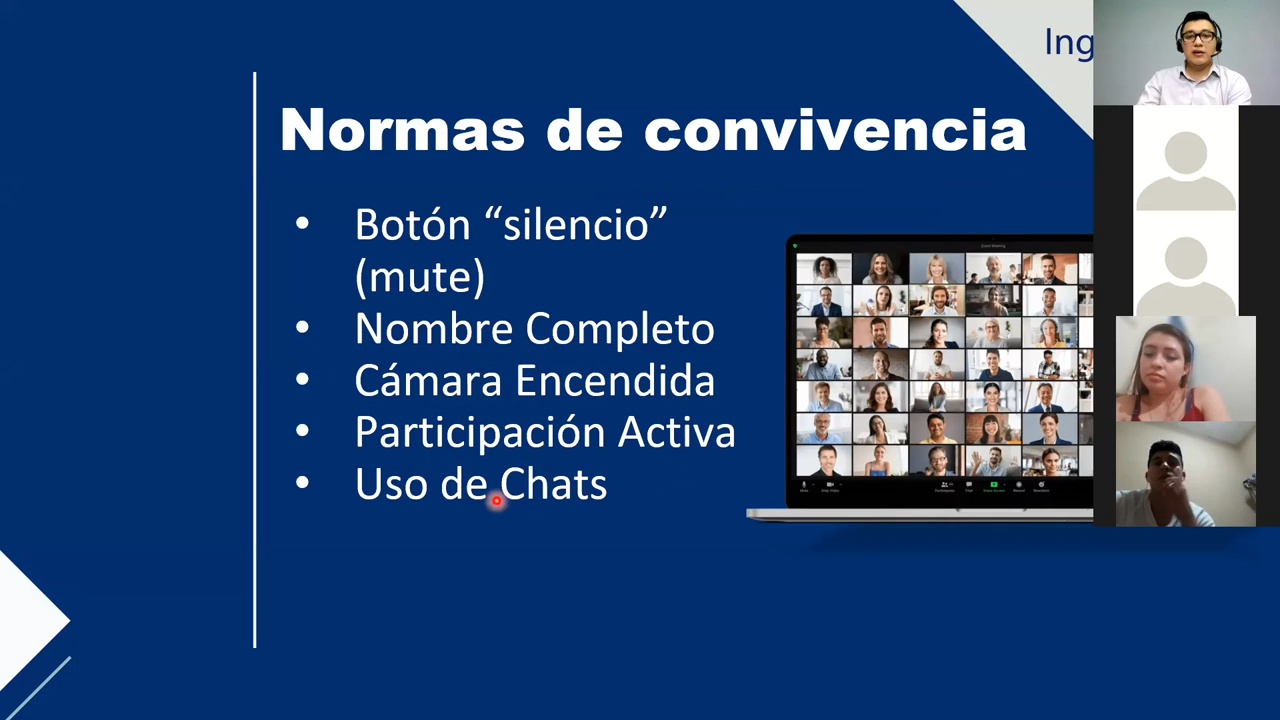 Ing
Normas de convivencia
• Botón “silencio”
(mute)
• Nombre Completo
• Cámara Encendida
• Participación Activa
• Uso de Chats